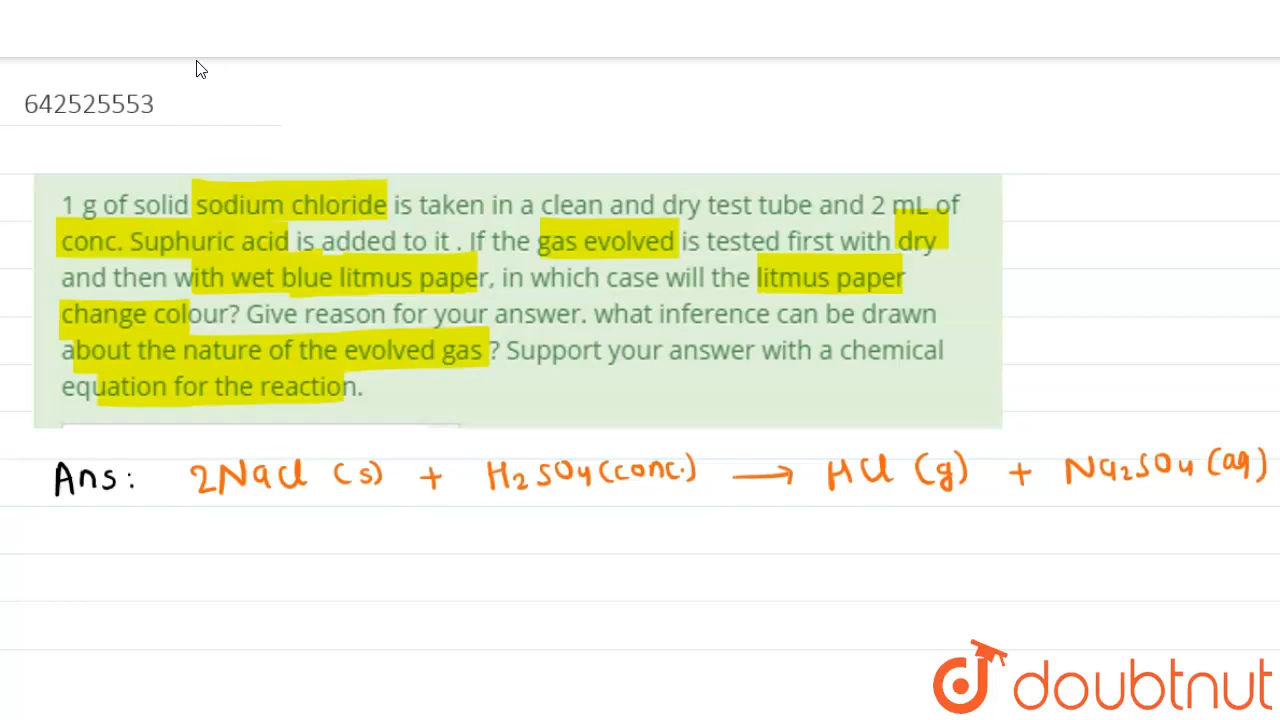 642525553
1 g of solid sodium chloride is taken in a clean and dry test tube and 2 mL of
conc. Suphuric acid is added to it . If the gas evolved is tested first with dry
and then with wet blue litmus paper, in which case will the litmus paper
change colour? Give reason for your answer. what inference can be drawn
about the nature of the evolved gas ? Support your answer with a chemical
equation for the reaction.
Ans: 2NaCl (s) + H₂SO₄(conc.) ⟶ HCl (g) + Na₂SO₄(aq)
doubtnut